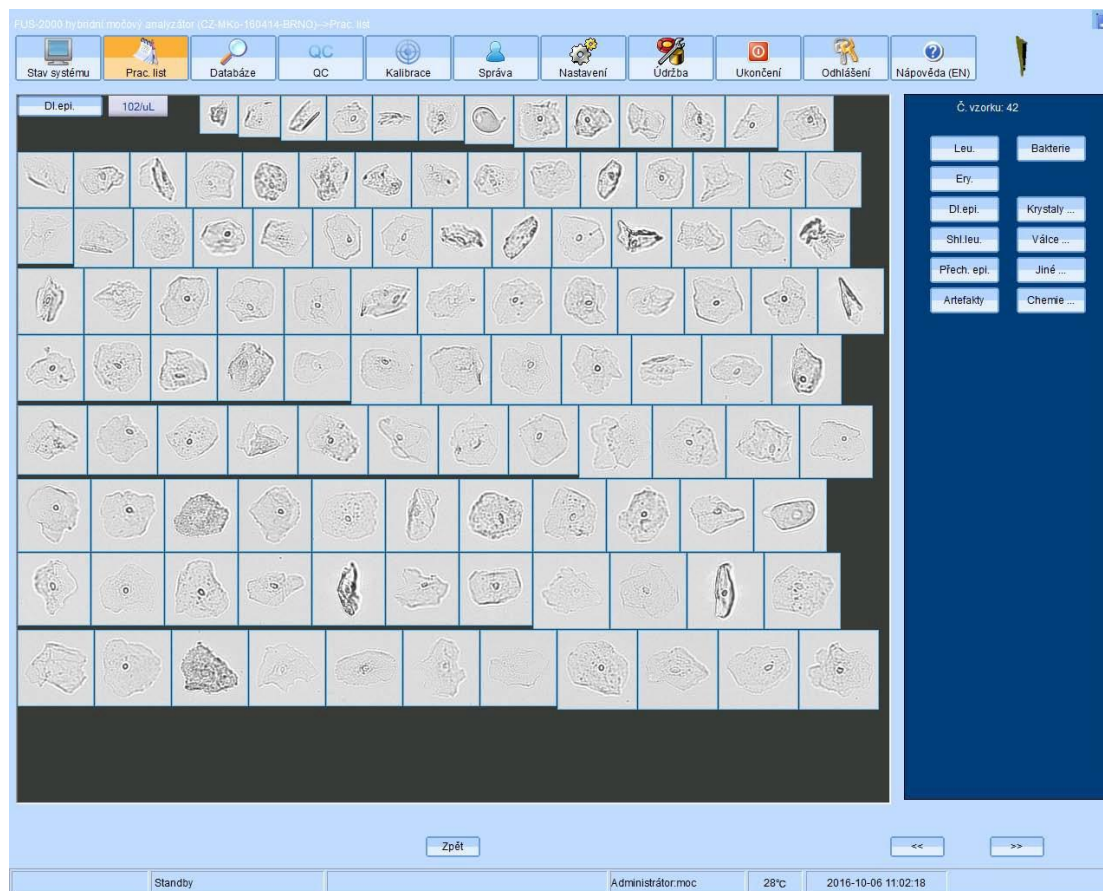 FUS-2000 hybridní močový analyzátor (CZ-MKb-160414-BRNO)-->Prac. list
QC
Stav systému Prac. list Databáze QC Kalibrace Správa Nastavení Údržba Ukončení Odhlášení Nápověda (EN)
Dl.epi. 102/uL
Č. vzorku: 42
Leu. Bakterie
Ery.
Dl.epi. Krystaly ...
Shl.leu. Válce ...
Přech. epi. Jiné ...
Artefakty Chemie ...
Zpět << >>
Standby Administrátor:moc 28℃ 2016-10-06 11:02:18